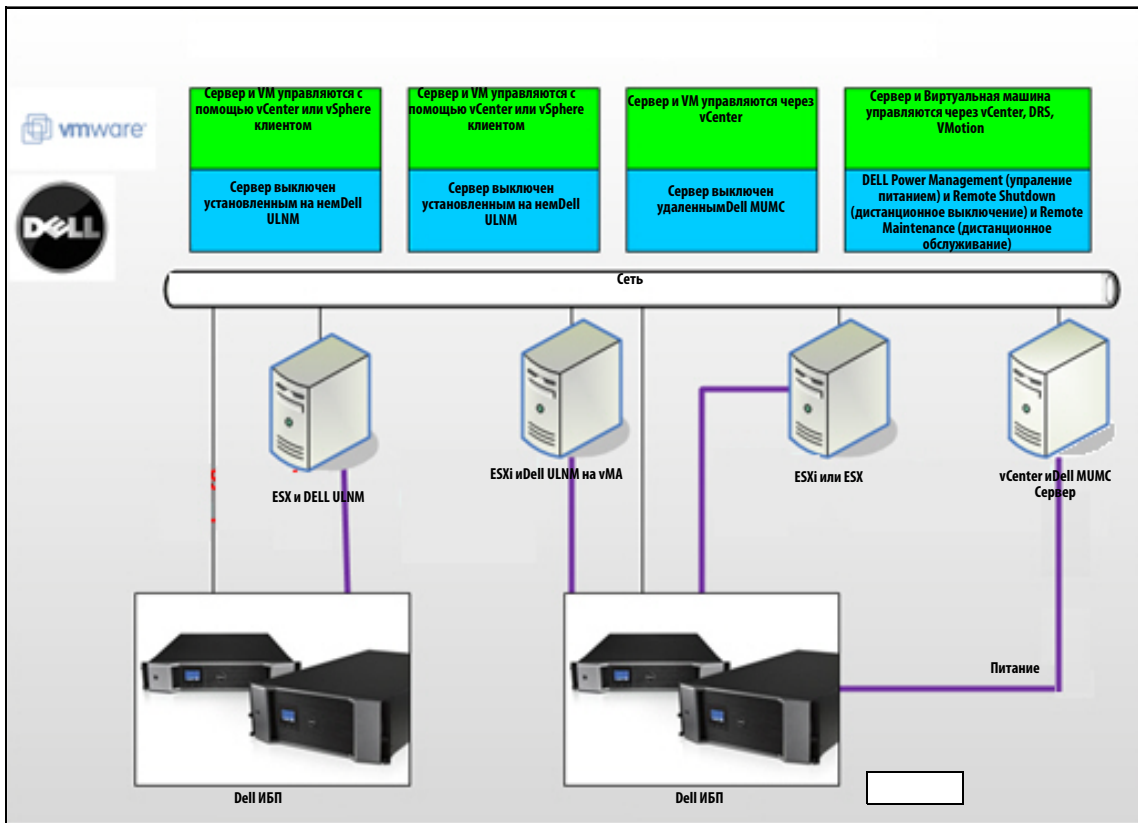 Сервер и VM управляются с
помощью vCenter или vSphere
клиентом
Сервер и VM управляются с
помощью vCenter или vSphere
клиентом
Сервер и VM управляются через
vCenter
Сервер и Виртуальная машина
управляются через vCenter, DRS,
VMotion
vmware
DELL
Сервер выключен
установленным на немDell
ULNM
Сервер выключен
установленным на немDell
ULNM
Сервер выключен
удаленнымDell MUMC
DELL Power Management (упраление
питанием) и Remote Shutdown
(дистанционное выключение) и Remote
Maintenance (дистанционное
обслуживание)
Сеть
ESX и DELL ULNM
ESXi иDell ULNM на vMA
ESXi или ESX
vCenter иDell MUMC
Сервер
Питание
Dell ИБП
Dell ИБП